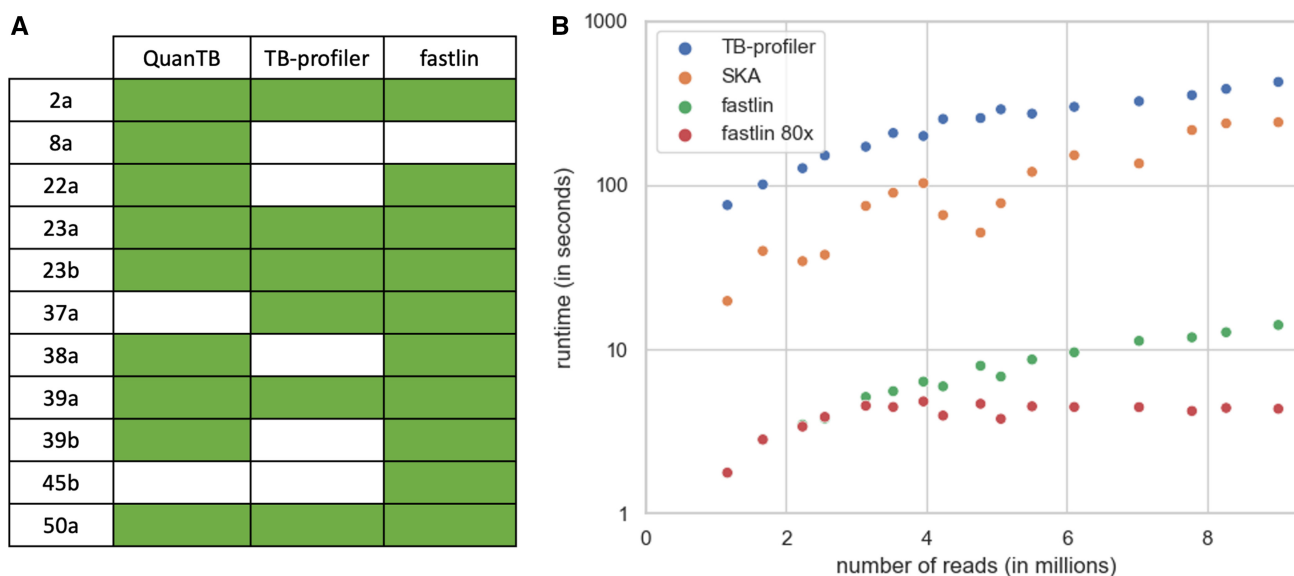 A
QuanTB TB-profiler fastlin
2a
8a
22a
23a
23b
37a
38a
39a
39b
45b
50a
B
1000
100
10
1
runtime (in seconds)
TB-profiler
SKA
fastlin
fastlin 80x
0 2 4 6 8
number of reads (in millions)